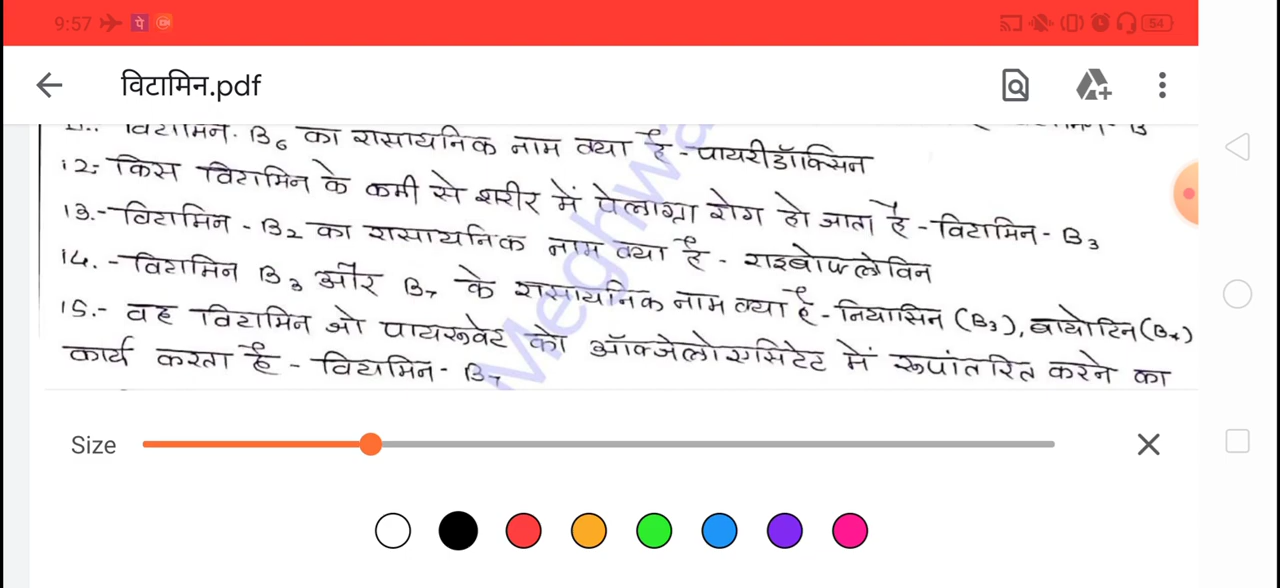 9:57 पे 54
विटामिन.pdf
विटामिन. B6 का रासायनिक नाम क्या है - पायरीडॉक्सिन
12:- किस विटामिन के कमी से शरीर में पेलाग्रा रोग हो जाता है - विटामिन - B3
13.- विटामिन - B2 का रासायनिक नाम क्या है - राइबोफ्लोविन
14. - विटामिन B3 और B7 के रासायनिक नाम क्या है - नियासिन (B3), बायोटिन (B7)
15.- वह विटामिन जो पायरूवेट को ऑक्जेलोएसिटेट में रूपांतरित करने का
कार्य करता है - विटामिन - B7
Meghwa
Size